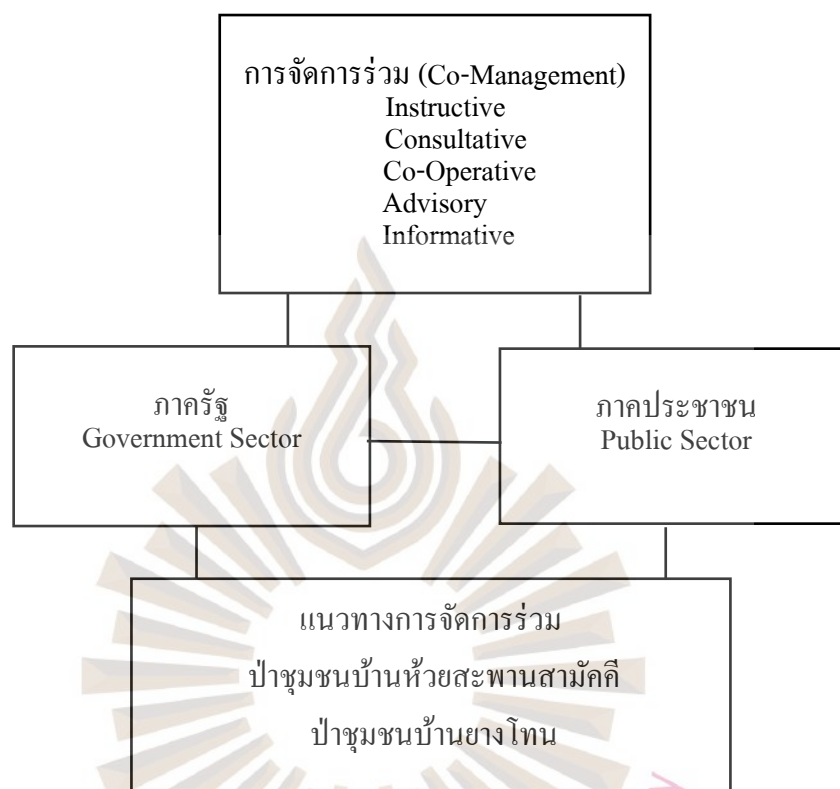 การจัดการร่วม (Co-Management)
Instructive
Consultative
Co-Operative
Advisory
Informative
ภาครัฐ
Government Sector
ภาคประชาชน
Public Sector
แนวทางการจัดการร่วม
ป่าชุมชนบ้านห้วยสะพานสามัคคี
ป่าชุมชนบ้านยางโทน